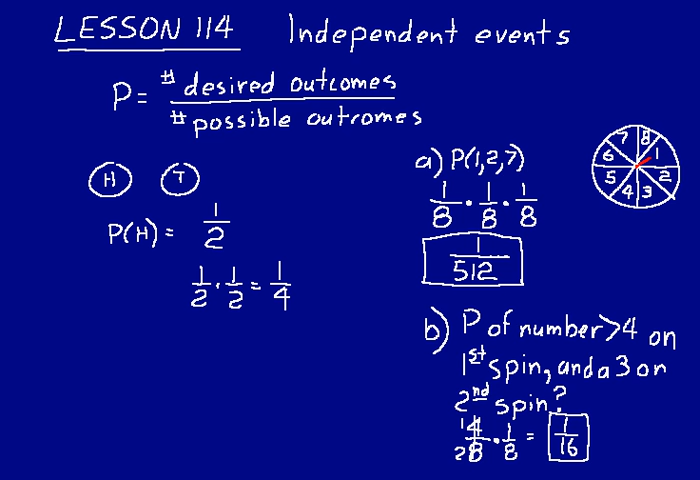 LESSON 114 Independent events
P = # desired outcomes
# possible outcomes
H T
P(H) = 1/2
1/2 · 1/2 = 1/4
a) P(1,2,7)
1/8 · 1/8 · 1/8
1/512
7 8
6 1
5 2
4 3
b) P of number>4 on
1st spin, and a 3 on
2nd spin?
1 4
2 8 · 1/8 = 1/16